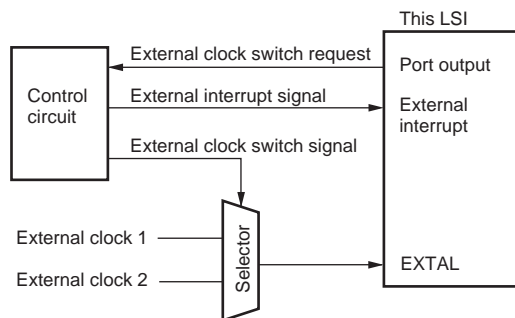 This LSI
External clock switch request
Port output
Control
circuit
External interrupt signal
External
interrupt
External clock switch signal
External clock 1
External clock 2
Selector
EXTAL